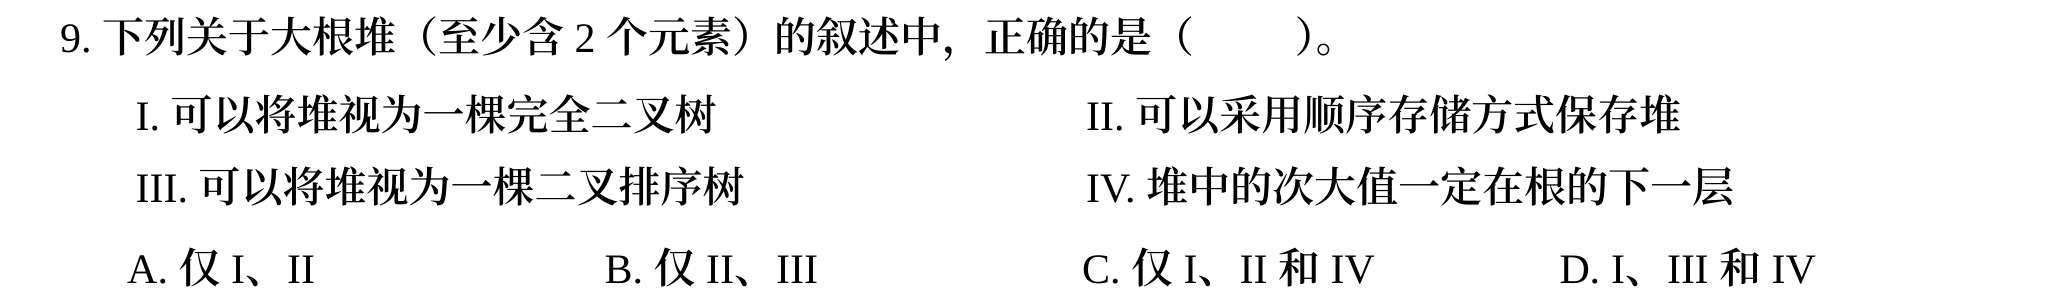 9. 下列关于大根堆（至少含 2 个元素）的叙述中，正确的是（　　）。
I. 可以将堆视为一棵完全二叉树　　II. 可以采用顺序存储方式保存堆
III. 可以将堆视为一棵二叉排序树　　IV. 堆中的次大值一定在根的下一层
A. 仅 I、II　　B. 仅 II、III　　C. 仅 I、II 和 IV　　D. I、III 和 IV